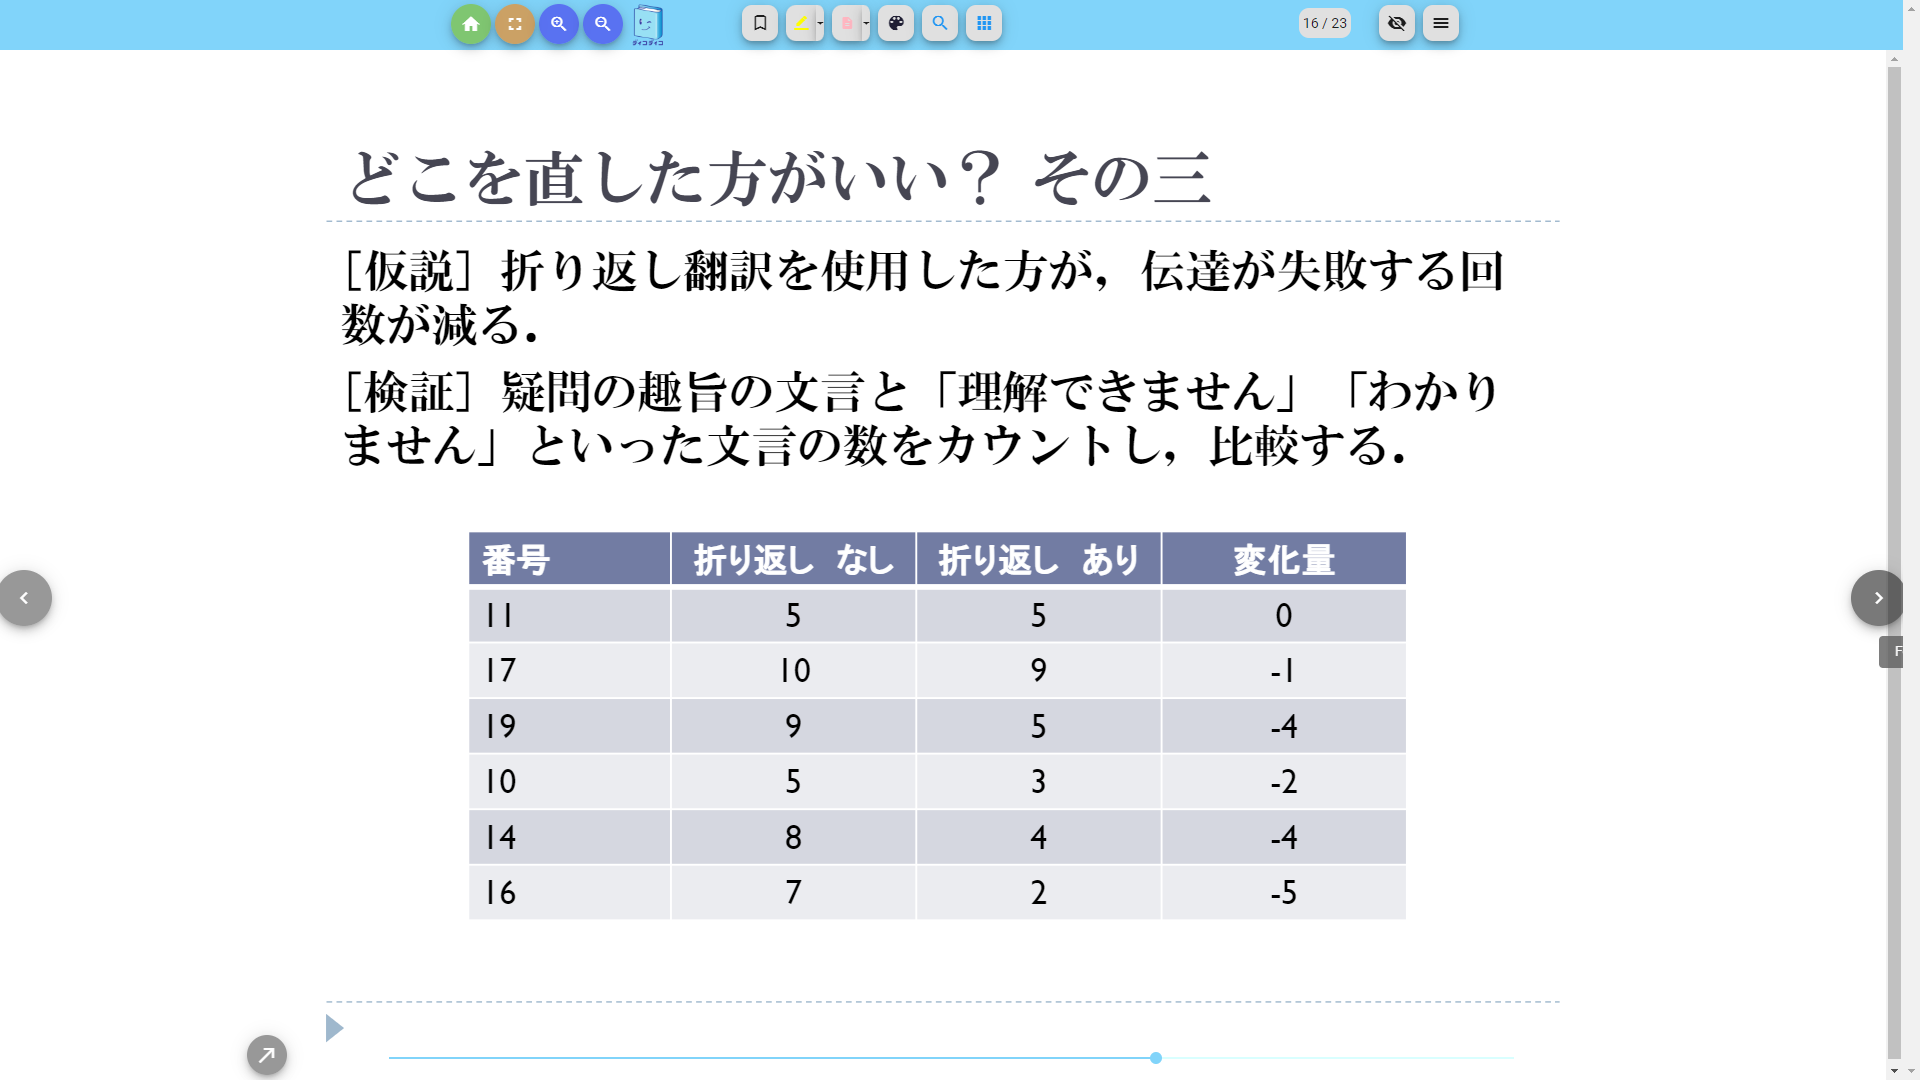 ダィコダィコ
16 / 23
どこを直した方がいい？ その三
［仮説］折り返し翻訳を使用した方が，伝達が失敗する回
数が減る．
［検証］疑問の趣旨の文言と「理解できません」「わかり
ません」といった文言の数をカウントし，比較する．
番号 折り返し なし 折り返し あり 変化量
11 5 5 0
17 10 9 -1
19 9 5 -4
10 5 3 -2
14 8 4 -4
16 7 2 -5
F